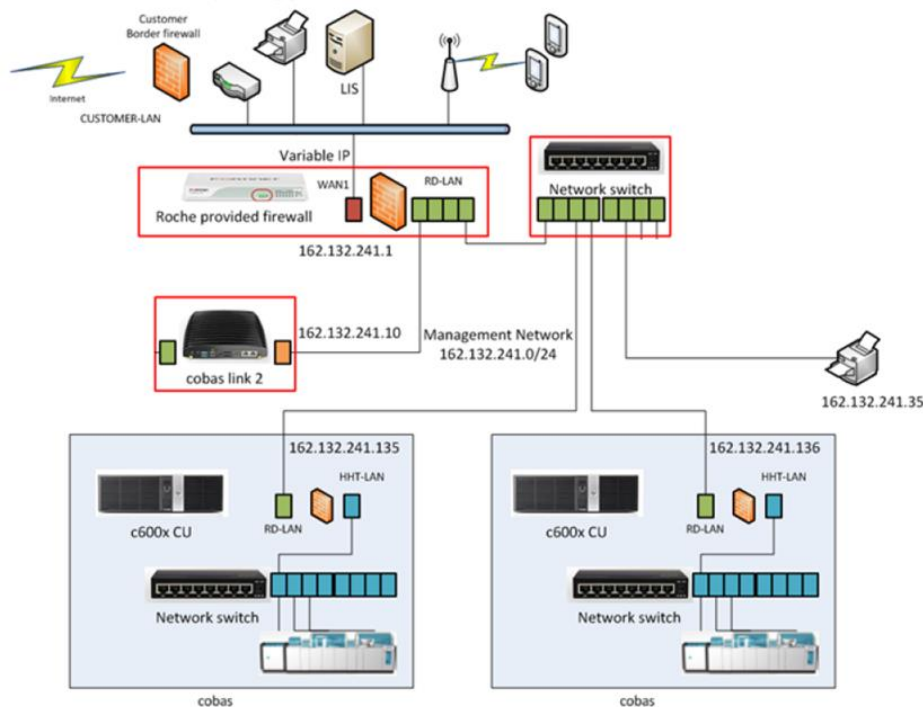 Customer
Border firewall
Internet
CUSTOMER-LAN
LIS
Variable IP
WAN1
RD-LAN
Roche provided firewall
162.132.241.1
Network switch
162.132.241.10
cobas link 2
Management Network
162.132.241.0/24
162.132.241.35
162.132.241.135
HHT-LAN
c600x CU
RD-LAN
Network switch
cobas
162.132.241.136
HHT-LAN
c600x CU
RD-LAN
Network switch
cobas